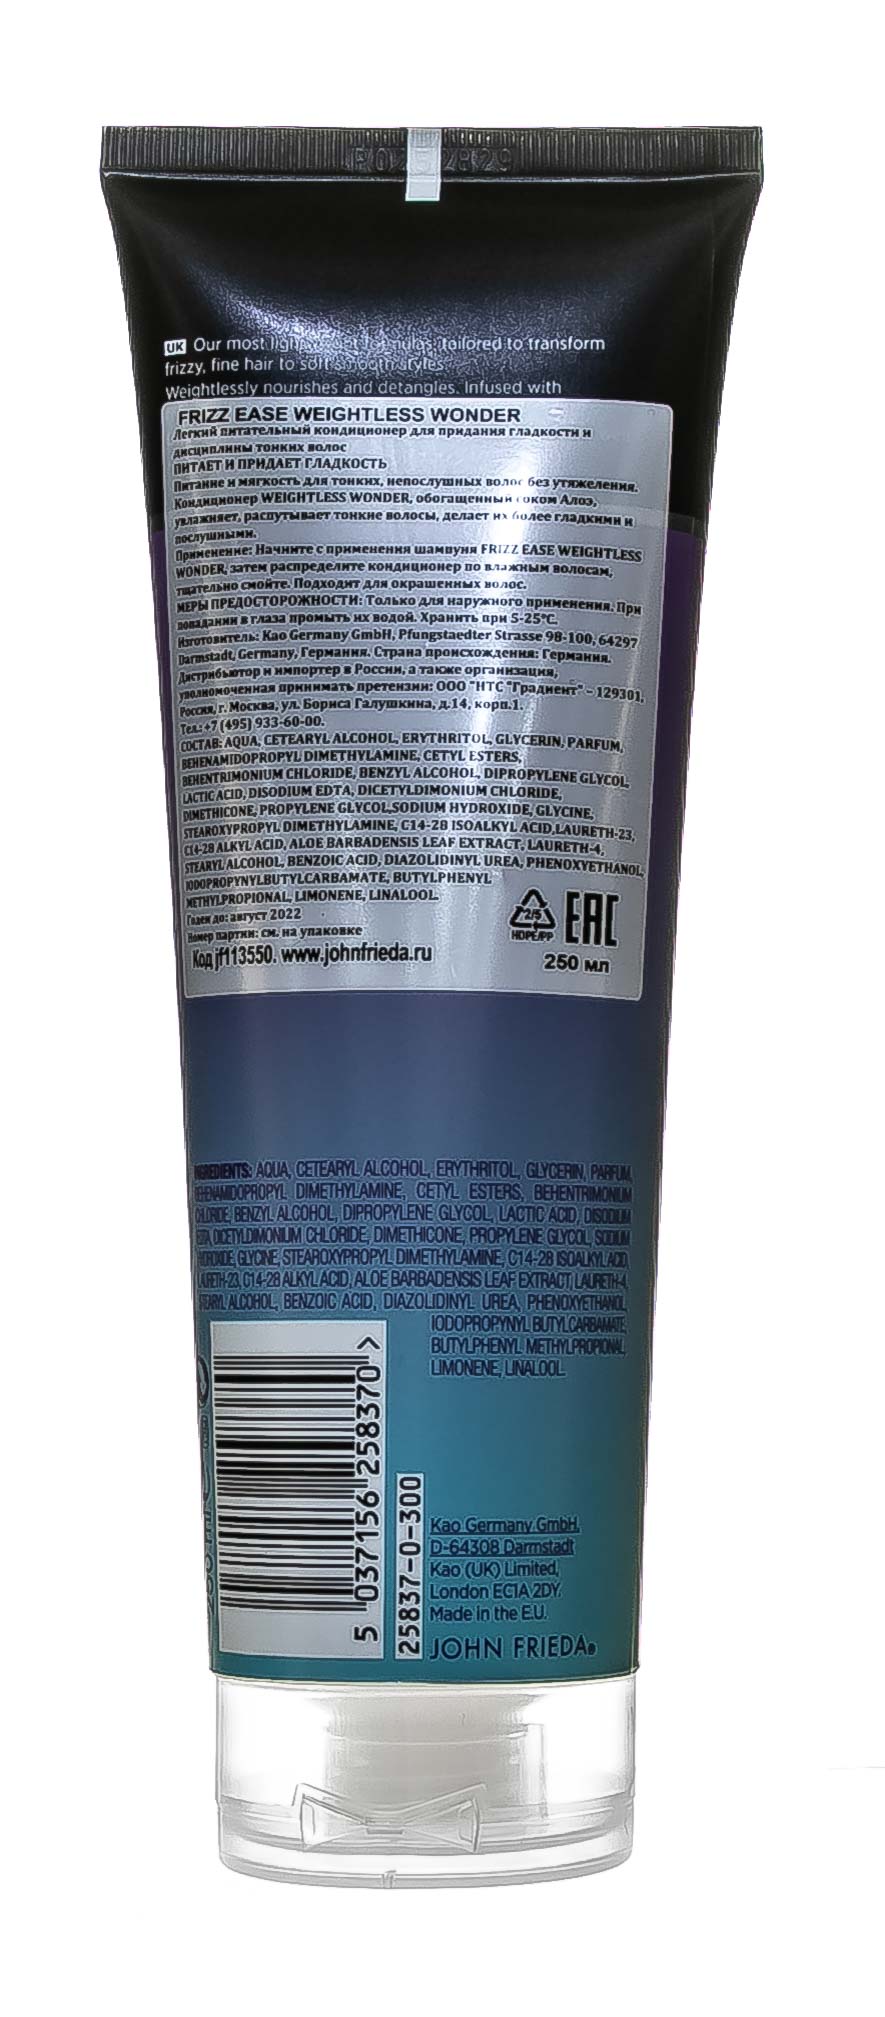 UK Our most lightweight formulas, tailored to transform
frizzy, fine hair to soft smooth styles.
Weightlessly nourishes and detangles. Infused with
FRIZZ EASE WEIGHTLESS WONDER
Легкий питательный кондиционер для придания гладкости и
дисциплины тонких волос
ПИТАЕТ И ПРИДАЕТ ГЛАДКОСТЬ
Питание и мягкость для тонких, непослушных волос без утяжеления.
Кондиционер WEIGHTLESS WONDER, обогащенный соком Алоэ,
увлажняет, распутывает тонкие волосы, делает их более гладкими и
послушными.
Применение: Начните с применения шампуня FRIZZ EASE WEIGHTLESS
WONDER, затем распределите кондиционер по влажным волосам,
тщательно смойте. Подходит для окрашенных волос.
МЕРЫ ПРЕДОСТОРОЖНОСТИ: Только для наружного применения. При
попадании в глаза промыть их водой. Хранить при 5-25°C.
Изготовитель: Kao Germany GmbH, Pfungstaedter Strasse 98-100, 64297
Darmstadt, Germany, Германия. Страна происхождения: Германия.
Дистрибьютор и импортер в России, а также организация,
уполномоченная принимать претензии: ООО "НТС "Градиент" – 129301,
Россия, г. Москва, ул. Бориса Галушкина, д.14, корп.1.
Тел.: +7 (495) 933-60-00.
СОСТАВ: AQUA, CETEARYL ALCOHOL, ERYTHRITOL, GLYCERIN, PARFUM,
BEHENAMIDOPROPYL DIMETHYLAMINE, CETYL ESTERS,
BEHENTRIMONIUM CHLORIDE, BENZYL ALCOHOL, DIPROPYLENE GLYCOL,
LACTIC ACID, DISODIUM EDTA, DICETYLDIMONIUM CHLORIDE,
DIMETHICONE, PROPYLENE GLYCOL,SODIUM HYDROXIDE, GLYCINE,
STEAROXYPROPYL DIMETHYLAMINE, C14-28 ISOALKYL ACID,LAURETH-23,
C14-28 ALKYL ACID, ALOE BARBADENSIS LEAF EXTRACT, LAURETH-4,
STEARYL ALCOHOL, BENZOIC ACID, DIAZOLIDINYL UREA, PHENOXYETHANOL,
IODOPROPYNYLBUTYLCARBAMATE, BUTYLPHENYL
METHYLPROPIONAL, LIMONENE, LINALOOL.
Годен до: август 2022
Номер партии: см. на упаковке
Код jf113550. www.johnfrieda.ru
2/5
HDPE/PP
EAC
250 мл
INGREDIENTS: AQUA, CETEARYL ALCOHOL, ERYTHRITOL, GLYCERIN, PARFUM,
BEHENAMIDOPROPYL DIMETHYLAMINE, CETYL ESTERS, BEHENTRIMONIUM
CHLORIDE, BENZYL ALCOHOL, DIPROPYLENE GLYCOL, LACTIC ACID, DISODIUM
EDTA, DICETYLDIMONIUM CHLORIDE, DIMETHICONE, PROPYLENE GLYCOL, SODIUM
HYDROXIDE, GLYCINE, STEAROXYPROPYL DIMETHYLAMINE, C14-28 ISOALKYL ACID,
LAURETH-23, C14-28 ALKYL ACID, ALOE BARBADENSIS LEAF EXTRACT, LAURETH-4,
STEARYL ALCOHOL, BENZOIC ACID, DIAZOLIDINYL UREA, PHENOXYETHANOL,
IODOPROPYNYL BUTYLCARBAMATE,
BUTYLPHENYL METHYLPROPIONAL,
LIMONENE, LINALOOL.
5 037156 258370 >
25837-0-300
Kao Germany GmbH,
D-64308 Darmstadt
Kao (UK) Limited,
London EC1A 2DY.
Made in the E.U.
JOHN FRIEDA®